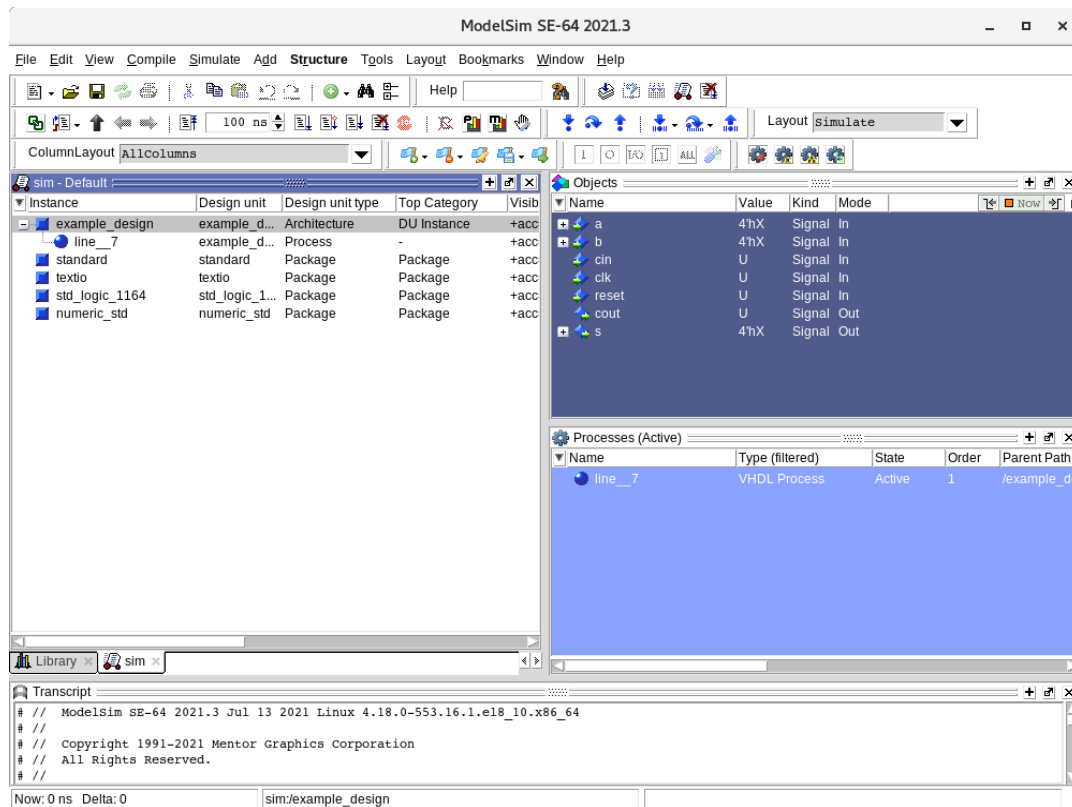 ModelSim SE-64 2021.3
File Edit View Compile Simulate Add Structure Tools Layout Bookmarks Window Help
Help
100 ns
Layout Simulate
ColumnLayout AllColumns
I O I/O ALL
sim - Default
Instance Design unit Design unit type Top Category Visib
example_design example_d... Architecture DU Instance +acc
line__7 example_d... Process - +acc
standard standard Package Package +acc
textio textio Package Package +acc
std_logic_1164 std_logic_1... Package Package +acc
numeric_std numeric_std Package Package +acc
Library sim
Objects
Name Value Kind Mode Now
a 4'hX Signal In
b 4'hX Signal In
cin U Signal In
clk U Signal In
reset U Signal In
cout U Signal Out
s 4'hX Signal Out
Processes (Active)
Name Type (filtered) State Order Parent Path
line__7 VHDL Process Active 1 /example_d
Transcript
# // ModelSim SE-64 2021.3 Jul 13 2021 Linux 4.18.0-553.16.1.el8_10.x86_64
# //
# // Copyright 1991-2021 Mentor Graphics Corporation
# // All Rights Reserved.
# //
Now: 0 ns Delta: 0 sim:/example_design